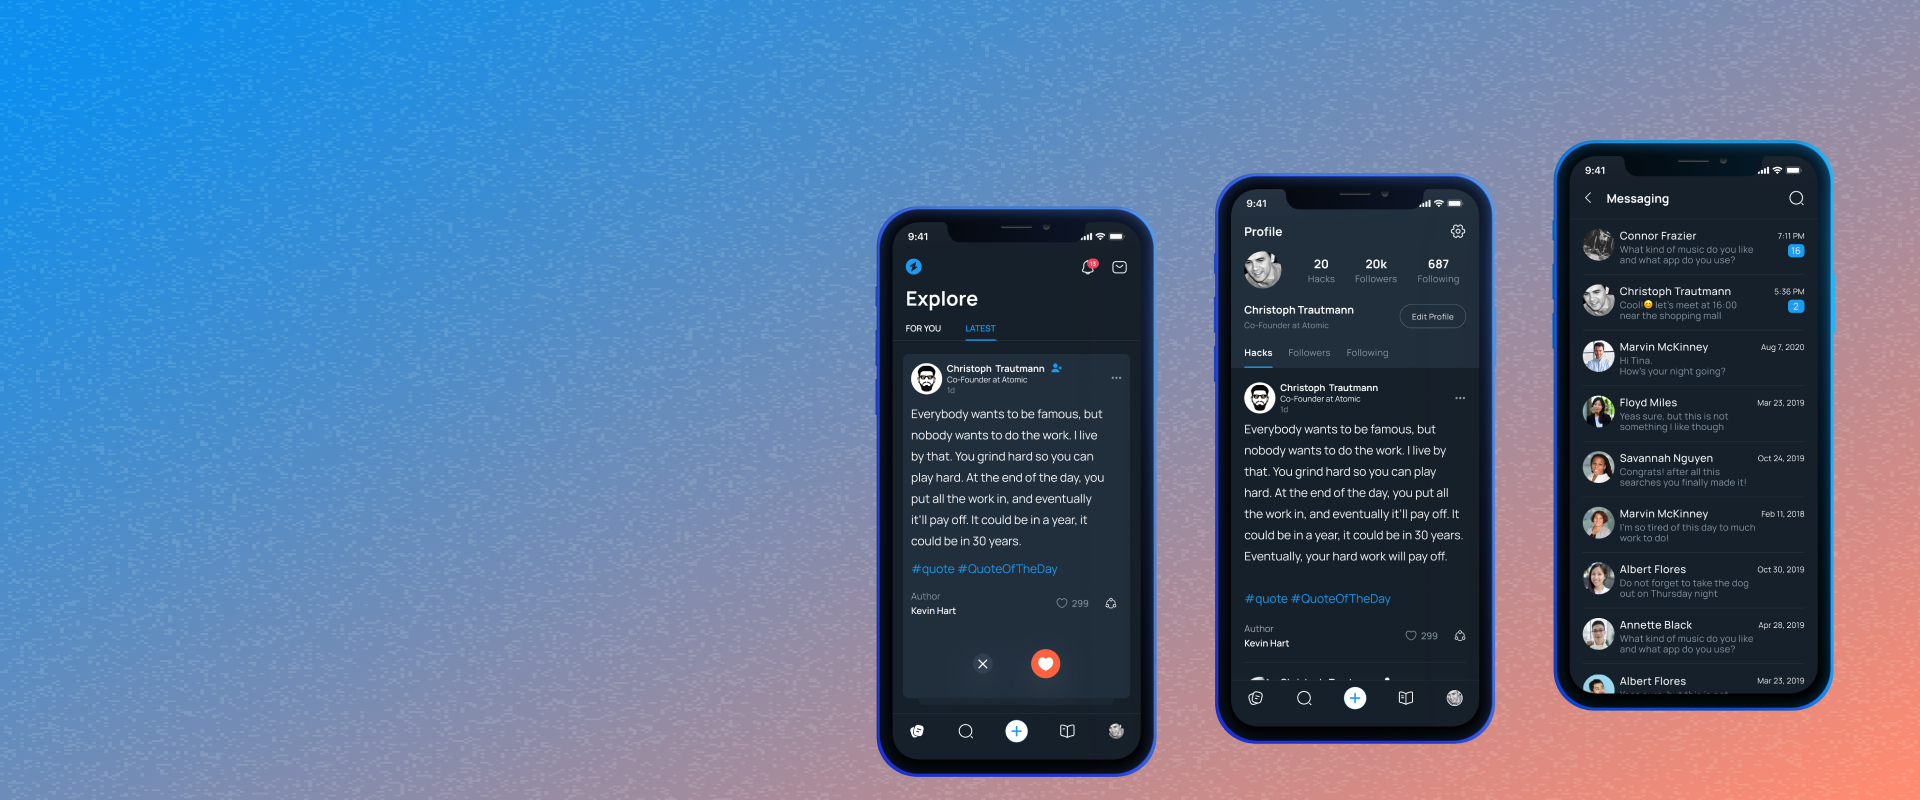 9:41
13
Explore
FOR YOU
LATEST
Christoph Trautmann
Co-Founder at Atomic
1d
Everybody wants to be famous, but
nobody wants to do the work. I live
by that. You grind hard so you can
play hard. At the end of the day, you
put all the work in, and eventually
it'll pay off. It could be in a year, it
could be in 30 years.
#quote #QuoteOfTheDay
Author
Kevin Hart
299
9:41
Profile
20
Hacks
20k
Followers
687
Following
Christoph Trautmann
Co-Founder at Atomic
Edit Profile
Hacks
Followers
Following
Christoph Trautmann
Co-Founder at Atomic
1d
Everybody wants to be famous, but
nobody wants to do the work. I live by
that. You grind hard so you can play
hard. At the end of the day, you put all
the work in, and eventually it'll pay off. It
could be in a year, it could be in 30 years.
Eventually, your hard work will pay off.
#quote #QuoteOfTheDay
Author
Kevin Hart
299
9:41
Messaging
Connor Frazier
7:11 PM
What kind of music do you like
and what app do you use?
16
Christoph Trautmann
5:36 PM
Cool!😊 let's meet at 16:00
near the shopping mall
2
Marvin McKinney
Aug 7, 2020
Hi Tina.
How's your night going?
Floyd Miles
Mar 23, 2019
Yeas sure, but this is not
something I like though
Savannah Nguyen
Oct 24, 2019
Congrats! after all this
searches you finally made it!
Marvin McKinney
Feb 11, 2018
I'm so tired of this day to much
work to do!
Albert Flores
Oct 30, 2019
Do not forget to take the dog
out on Thursday night
Annette Black
Apr 28, 2019
What kind of music do you like
and what app do you use?
Albert Flores
Mar 23, 2019